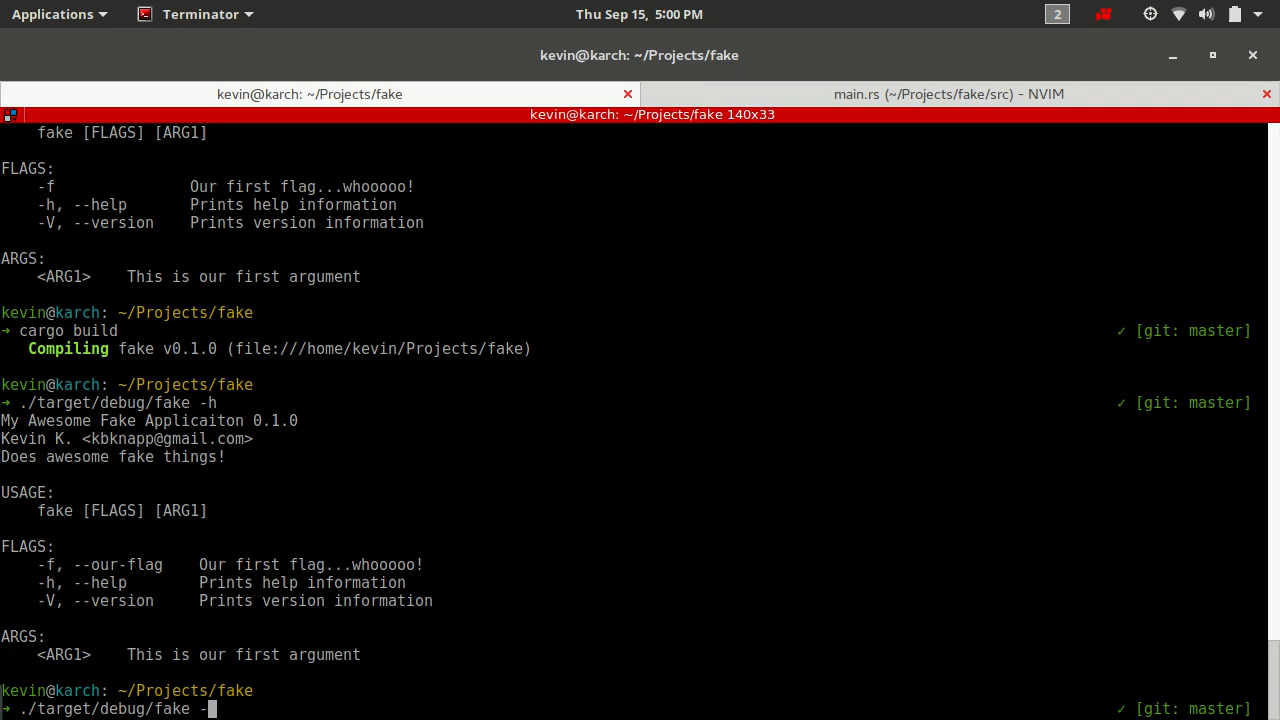 Applications Terminator Thu Sep 15, 5:00 PM 2
kevin@karch: ~/Projects/fake
kevin@karch: ~/Projects/fake main.rs (~/Projects/fake/src) - NVIM
kevin@karch: ~/Projects/fake 140x33
fake [FLAGS] [ARG1]
FLAGS:
-f Our first flag...whooooo!
-h, --help Prints help information
-V, --version Prints version information
ARGS:
<ARG1> This is our first argument
kevin@karch: ~/Projects/fake
➜ cargo build ✓ [git: master]
Compiling fake v0.1.0 (file:///home/kevin/Projects/fake)
kevin@karch: ~/Projects/fake
➜ ./target/debug/fake -h ✓ [git: master]
My Awesome Fake Applicaiton 0.1.0
Kevin K. <kbknapp@gmail.com>
Does awesome fake things!
USAGE:
fake [FLAGS] [ARG1]
FLAGS:
-f, --our-flag Our first flag...whooooo!
-h, --help Prints help information
-V, --version Prints version information
ARGS:
<ARG1> This is our first argument
kevin@karch: ~/Projects/fake
➜ ./target/debug/fake - ✓ [git: master]